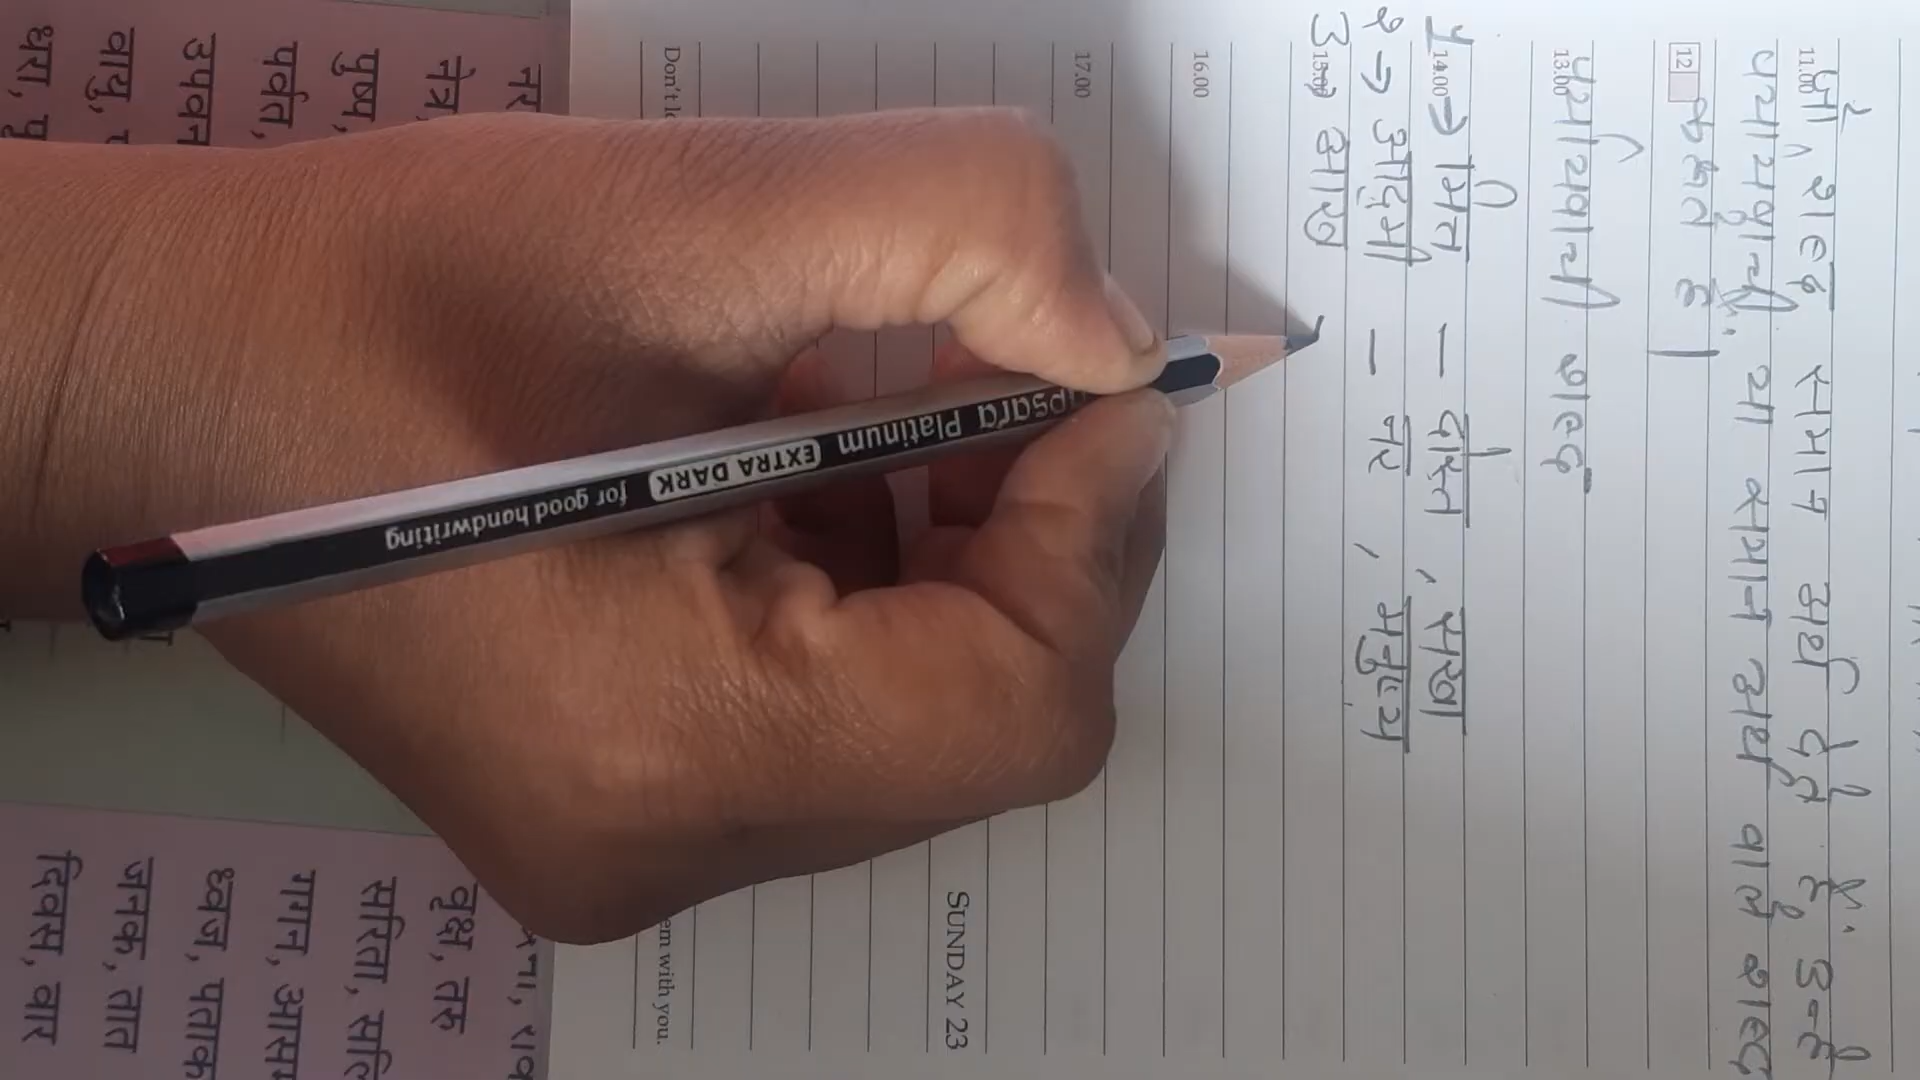 11.00
जो शब्द समान अर्थ देते हैं, उन्हें
पर्यायवाची या समान अर्थ वाले शब्द
12
कहते हैं।
13.00
पर्यायवाची शब्द
14.00
१→ मित्र – दोस्त, सखा
२→ आदमी – नर, मनुष्य
15.00
3→ आँख –
16.00
17.00
SUNDAY 23
em with you.
Apsara Platinum EXTRA DARK for good handwriting
नर
नेत्र
पुष्प,
पर्वत,
उपवन
वायु,
धरा, पृ
वृक्ष, तरु
सरिता, सलि
गगन, आसम
ध्वज, पताक
जनक, तात
दिवस, वार